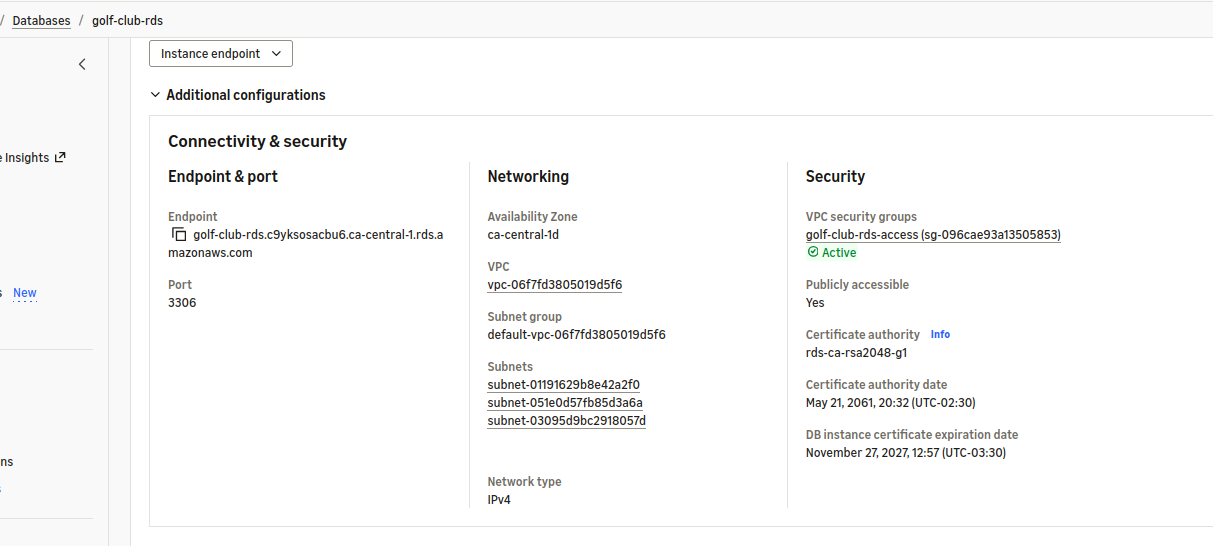 / Databases / golf-club-rds
Instance endpoint
Additional configurations
Insights
New
ns
Connectivity & security
Endpoint & port
Endpoint
golf-club-rds.c9yksosacbu6.ca-central-1.rds.a
mazonaws.com
Port
3306
Networking
Availability Zone
ca-central-1d
VPC
vpc-06f7fd3805019d5f6
Subnet group
default-vpc-06f7fd3805019d5f6
Subnets
subnet-01191629b8e42a2f0
subnet-051e0d57fb85d3a6a
subnet-03095d9bc2918057d
Network type
IPv4
Security
VPC security groups
golf-club-rds-access (sg-096cae93a13505853)
Active
Publicly accessible
Yes
Certificate authority Info
rds-ca-rsa2048-g1
Certificate authority date
May 21, 2061, 20:32 (UTC-02:30)
DB instance certificate expiration date
November 27, 2027, 12:57 (UTC-03:30)